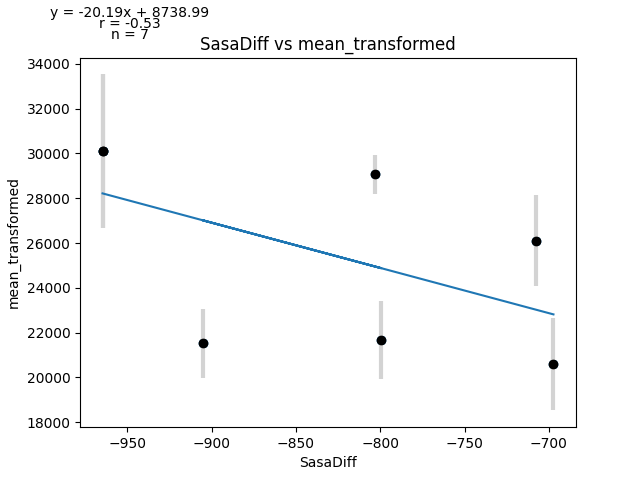 y = -20.19x + 8738.99
r = -0.53
n = 7
SasaDiff vs mean_transformed
34000
32000
30000
28000
26000
24000
22000
20000
18000
mean_transformed
−950
−900
−850
−800
−750
−700
SasaDiff